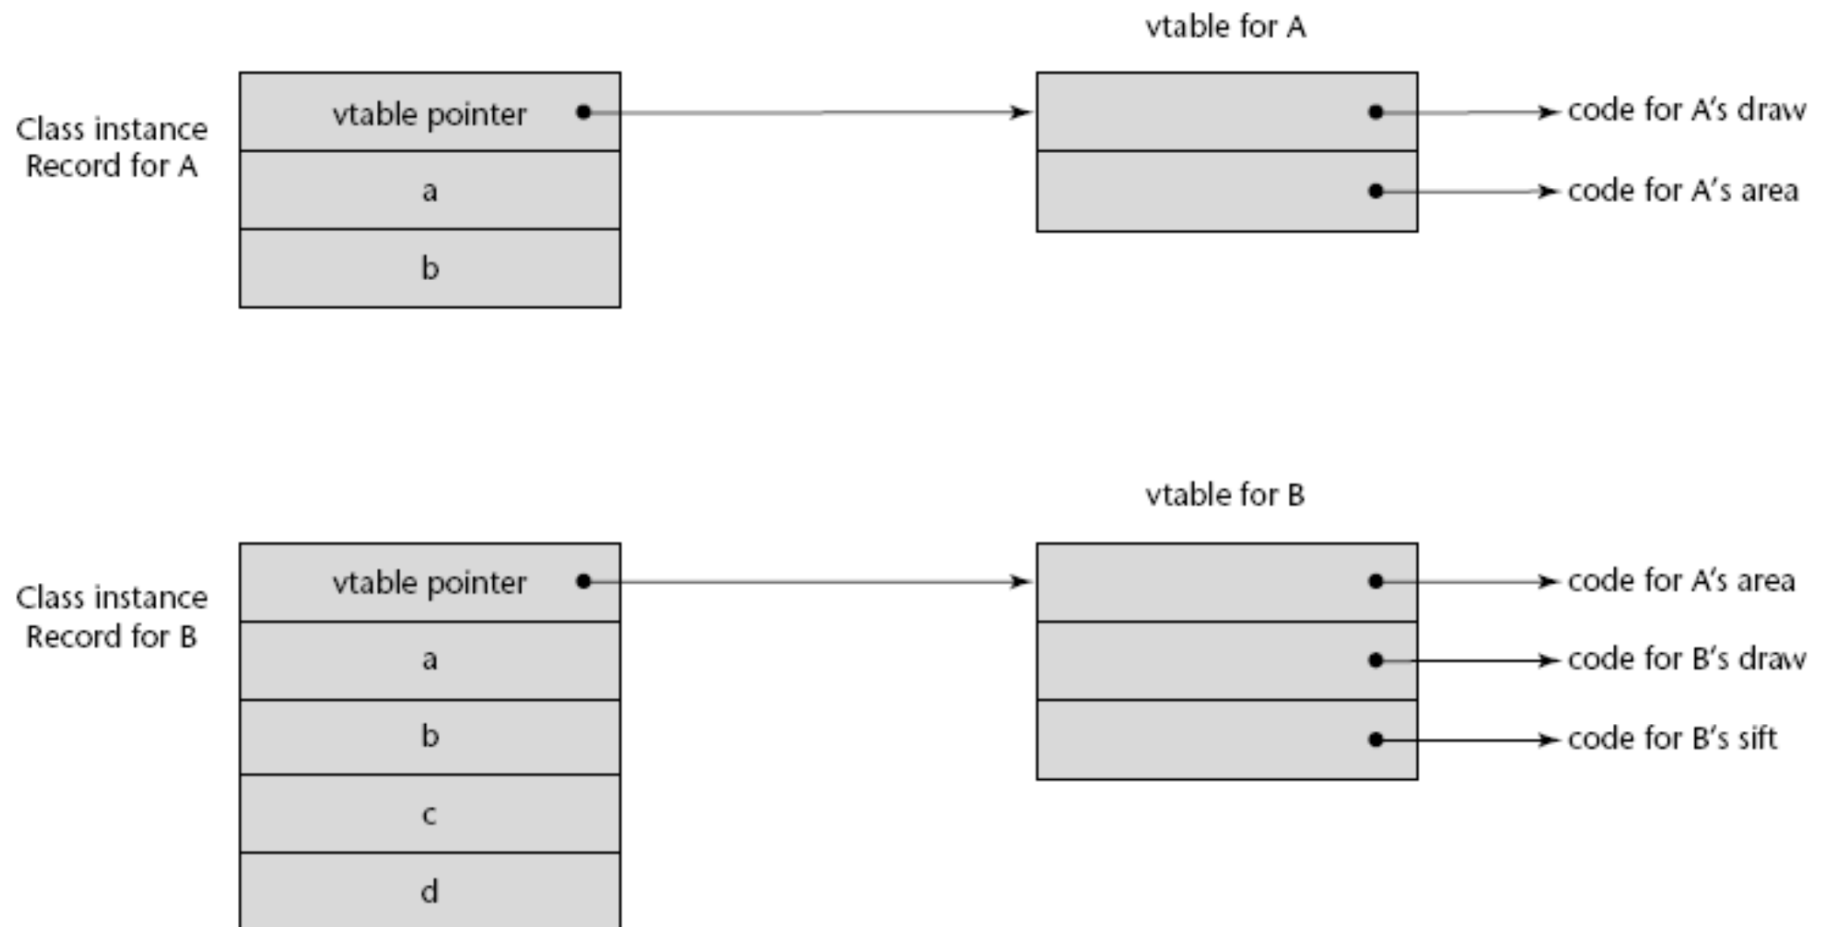 vtable for A
Class instance
Record for A
vtable pointer
a
b
code for A's draw
code for A's area
vtable for B
Class instance
Record for B
vtable pointer
a
b
c
d
code for A's area
code for B's draw
code for B's sift